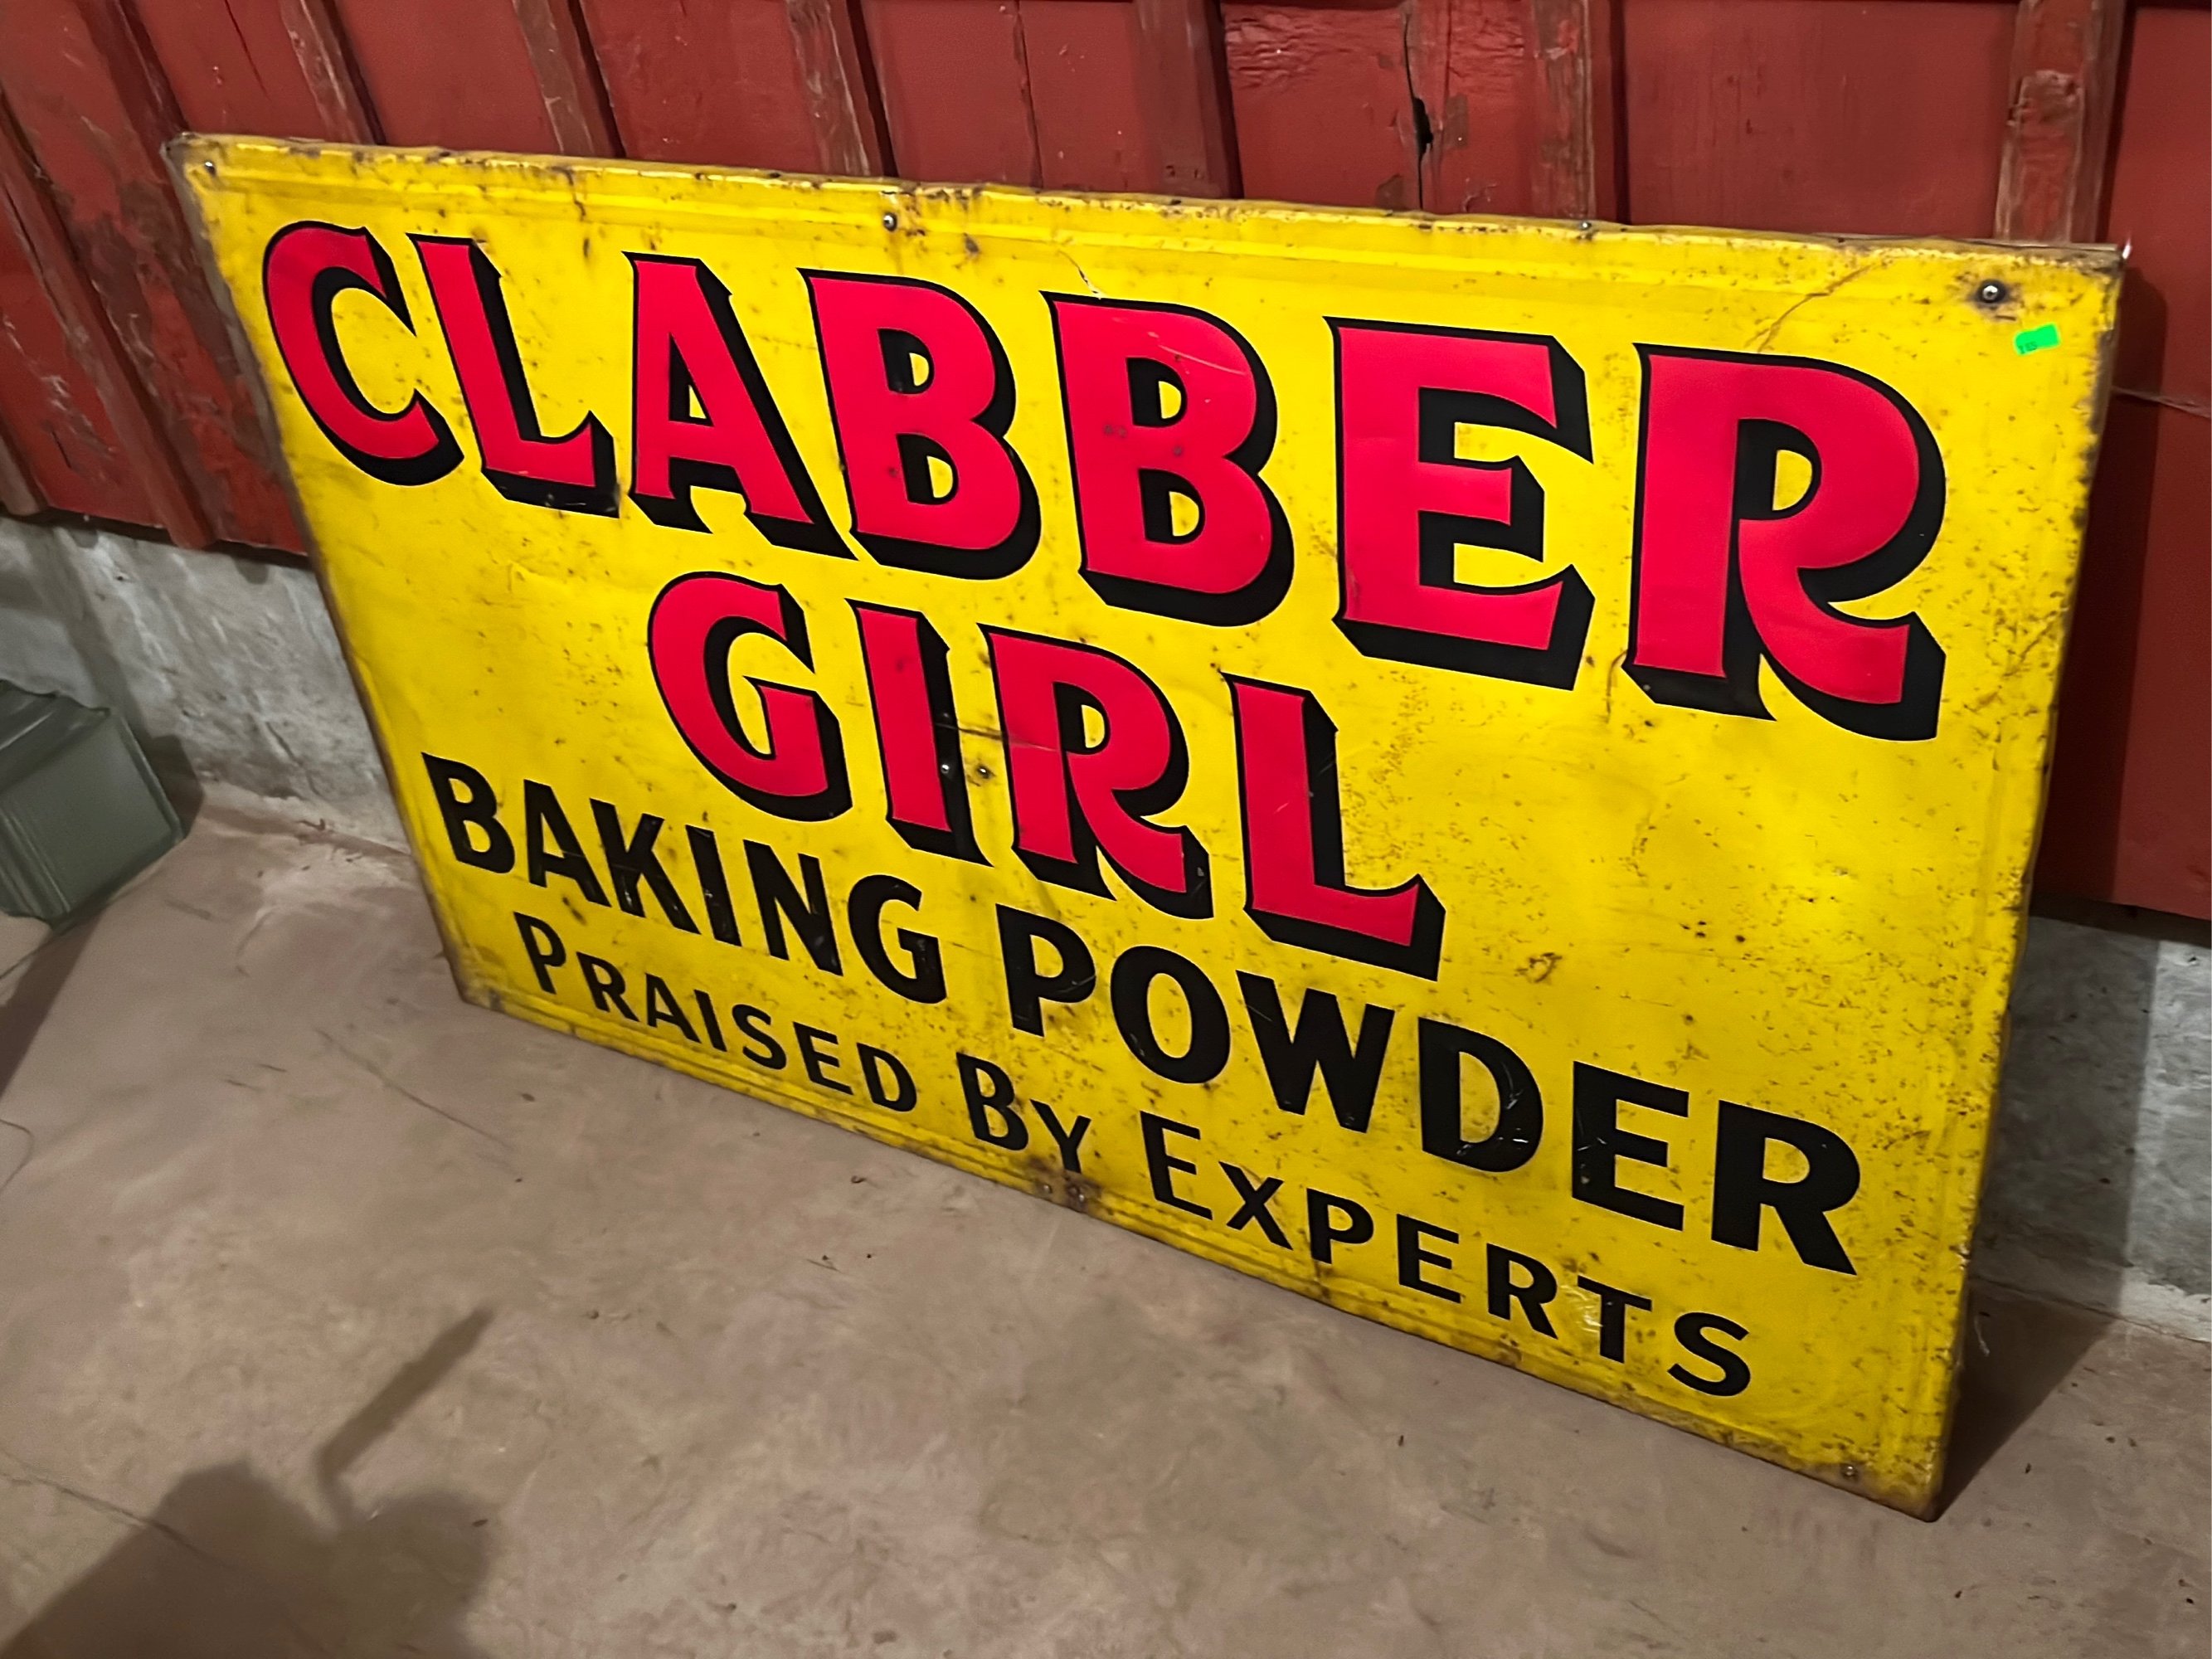 CLABBER
GIRL
BAKING POWDER
PRAISED BY EXPERTS